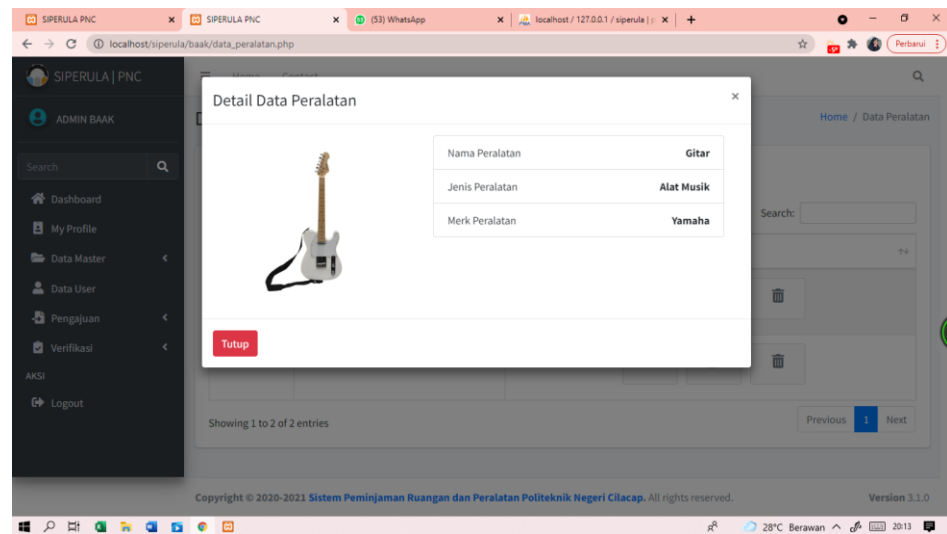 SIPERULA PNC
SIPERULA PNC
(53) WhatsApp
localhost / 127.0.0.1 / siperula | p
localhost/siperula/baak/data_peralatan.php
Perbarui
SIPERULA | PNC
Home Contact
ADMIN BAAK
Home / Data Peralatan
Search
Dashboard
My Profile
Data Master
Data User
Pengajuan
Verifikasi
AKSI
Logout
Detail Data Peralatan
×
Nama Peralatan Gitar
Jenis Peralatan Alat Musik
Merk Peralatan Yamaha
Tutup
Search:
Showing 1 to 2 of 2 entries
Previous 1 Next
Copyright © 2020-2021 Sistem Peminjaman Ruangan dan Peralatan Politeknik Negeri Cilacap. All rights reserved.
Version 3.1.0
28°C Berawan
20:13